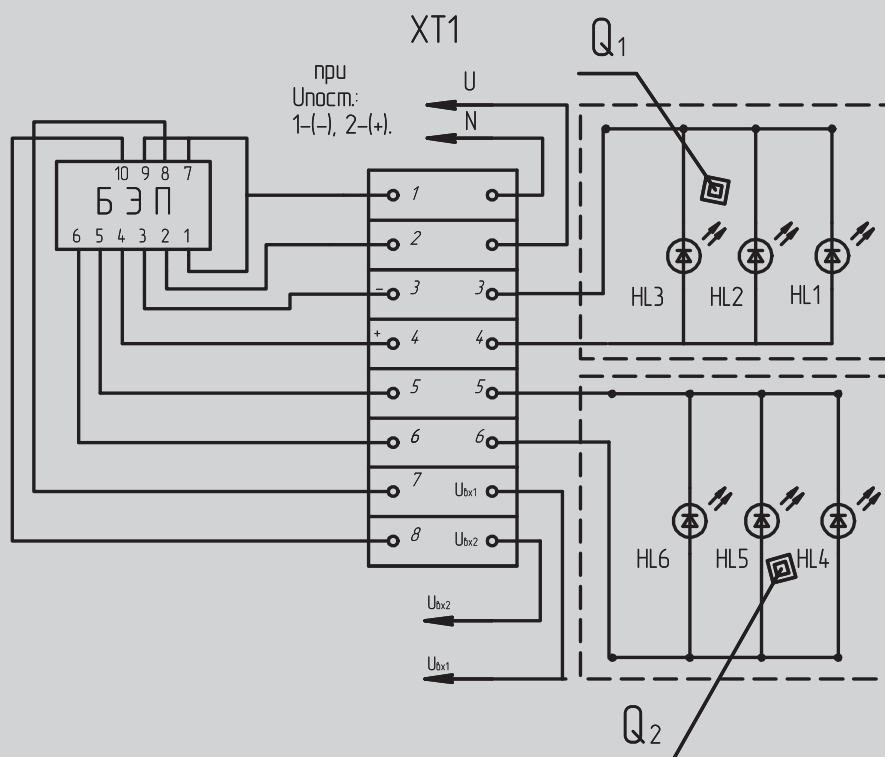 XT1
Q1
при
Uпост.:
1-(-), 2-(+).
U
N
10 9 8 7
БЭП
6 5 4 3 2 1
1
2
- 3 3
+ 4 4
5 5
6 6
7 Uвх1
8 Uвх2
Uвх2
Uвх1
HL3 HL2 HL1
HL6 HL5 HL4
Q2